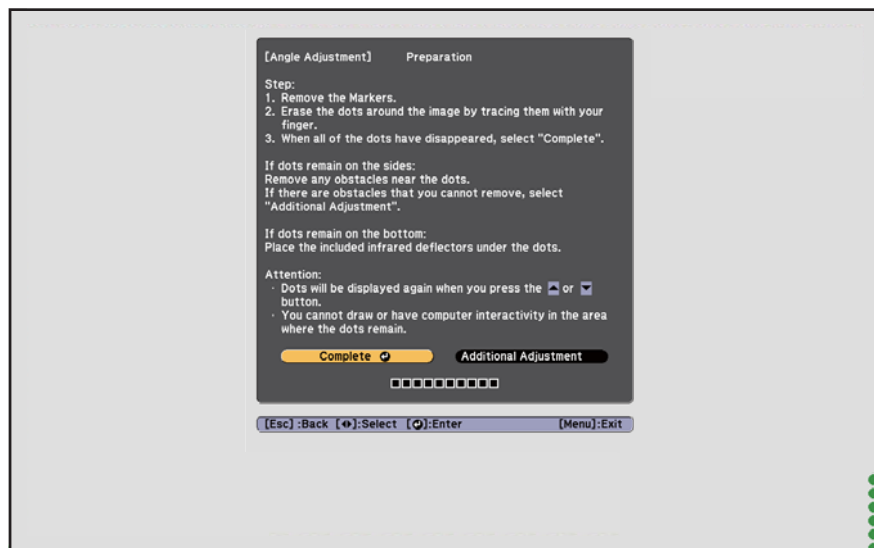 [Angle Adjustment] Preparation
Step:
1. Remove the Markers.
2. Erase the dots around the image by tracing them with your
finger.
3. When all of the dots have disappeared, select "Complete".
If dots remain on the sides:
Remove any obstacles near the dots.
If there are obstacles that you cannot remove, select
"Additional Adjustment".
If dots remain on the bottom:
Place the included infrared deflectors under the dots.
Attention:
· Dots will be displayed again when you press the ▲ or ▼
button.
· You cannot draw or have computer interactivity in the area
where the dots remain.
Complete Additional Adjustment
[Esc] :Back [◀▶]:Select [⏎]:Enter [Menu]:Exit